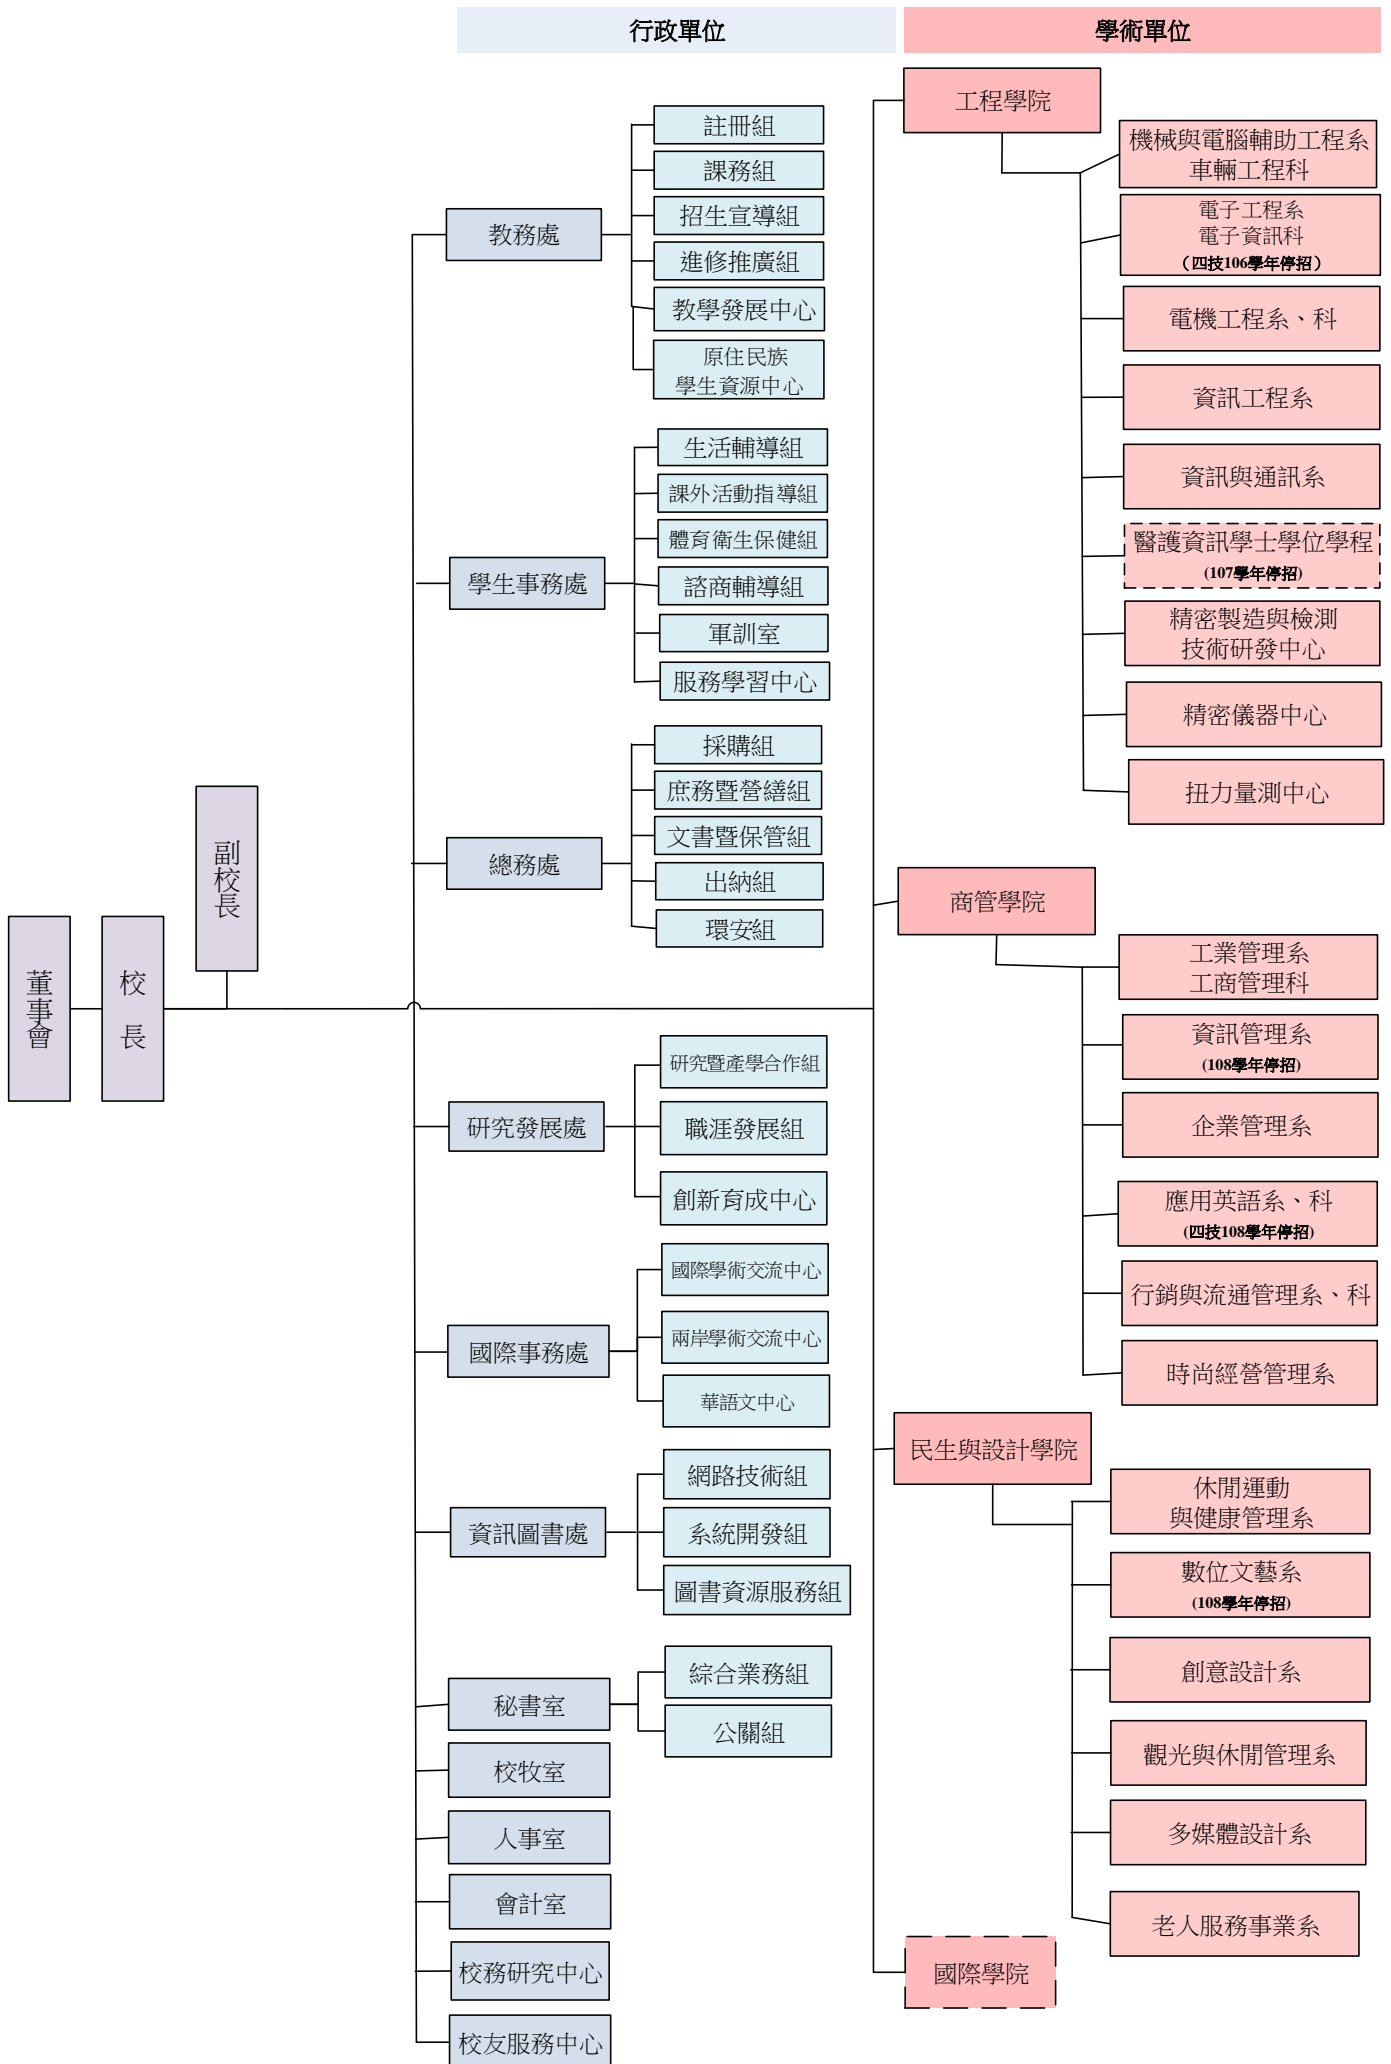 行政單位
學術單位
董事會
校長
副校長
教務處
註冊組
課務組
招生宣導組
進修推廣組
教學發展中心
原住民族
學生資源中心
學生事務處
生活輔導組
課外活動指導組
體育衛生保健組
諮商輔導組
軍訓室
服務學習中心
總務處
採購組
庶務暨營繕組
文書暨保管組
出納組
環安組
研究發展處
研究暨產學合作組
職涯發展組
創新育成中心
國際事務處
國際學術交流中心
兩岸學術交流中心
華語文中心
資訊圖書處
網路技術組
系統開發組
圖書資源服務組
秘書室
綜合業務組
公關組
校牧室
人事室
會計室
校務研究中心
校友服務中心
工程學院
機械與電腦輔助工程系
車輛工程科
電子工程系
電子資訊科
（四技106學年停招）
電機工程系、科
資訊工程系
資訊與通訊系
醫護資訊學士學位學程
(107學年停招)
精密製造與檢測
技術研發中心
精密儀器中心
扭力量測中心
商管學院
工業管理系
工商管理科
資訊管理系
(108學年停招)
企業管理系
應用英語系、科
(四技108學年停招)
行銷與流通管理系、科
時尚經營管理系
民生與設計學院
休閒運動
與健康管理系
數位文藝系
(108學年停招)
創意設計系
觀光與休閒管理系
多媒體設計系
老人服務事業系
國際學院